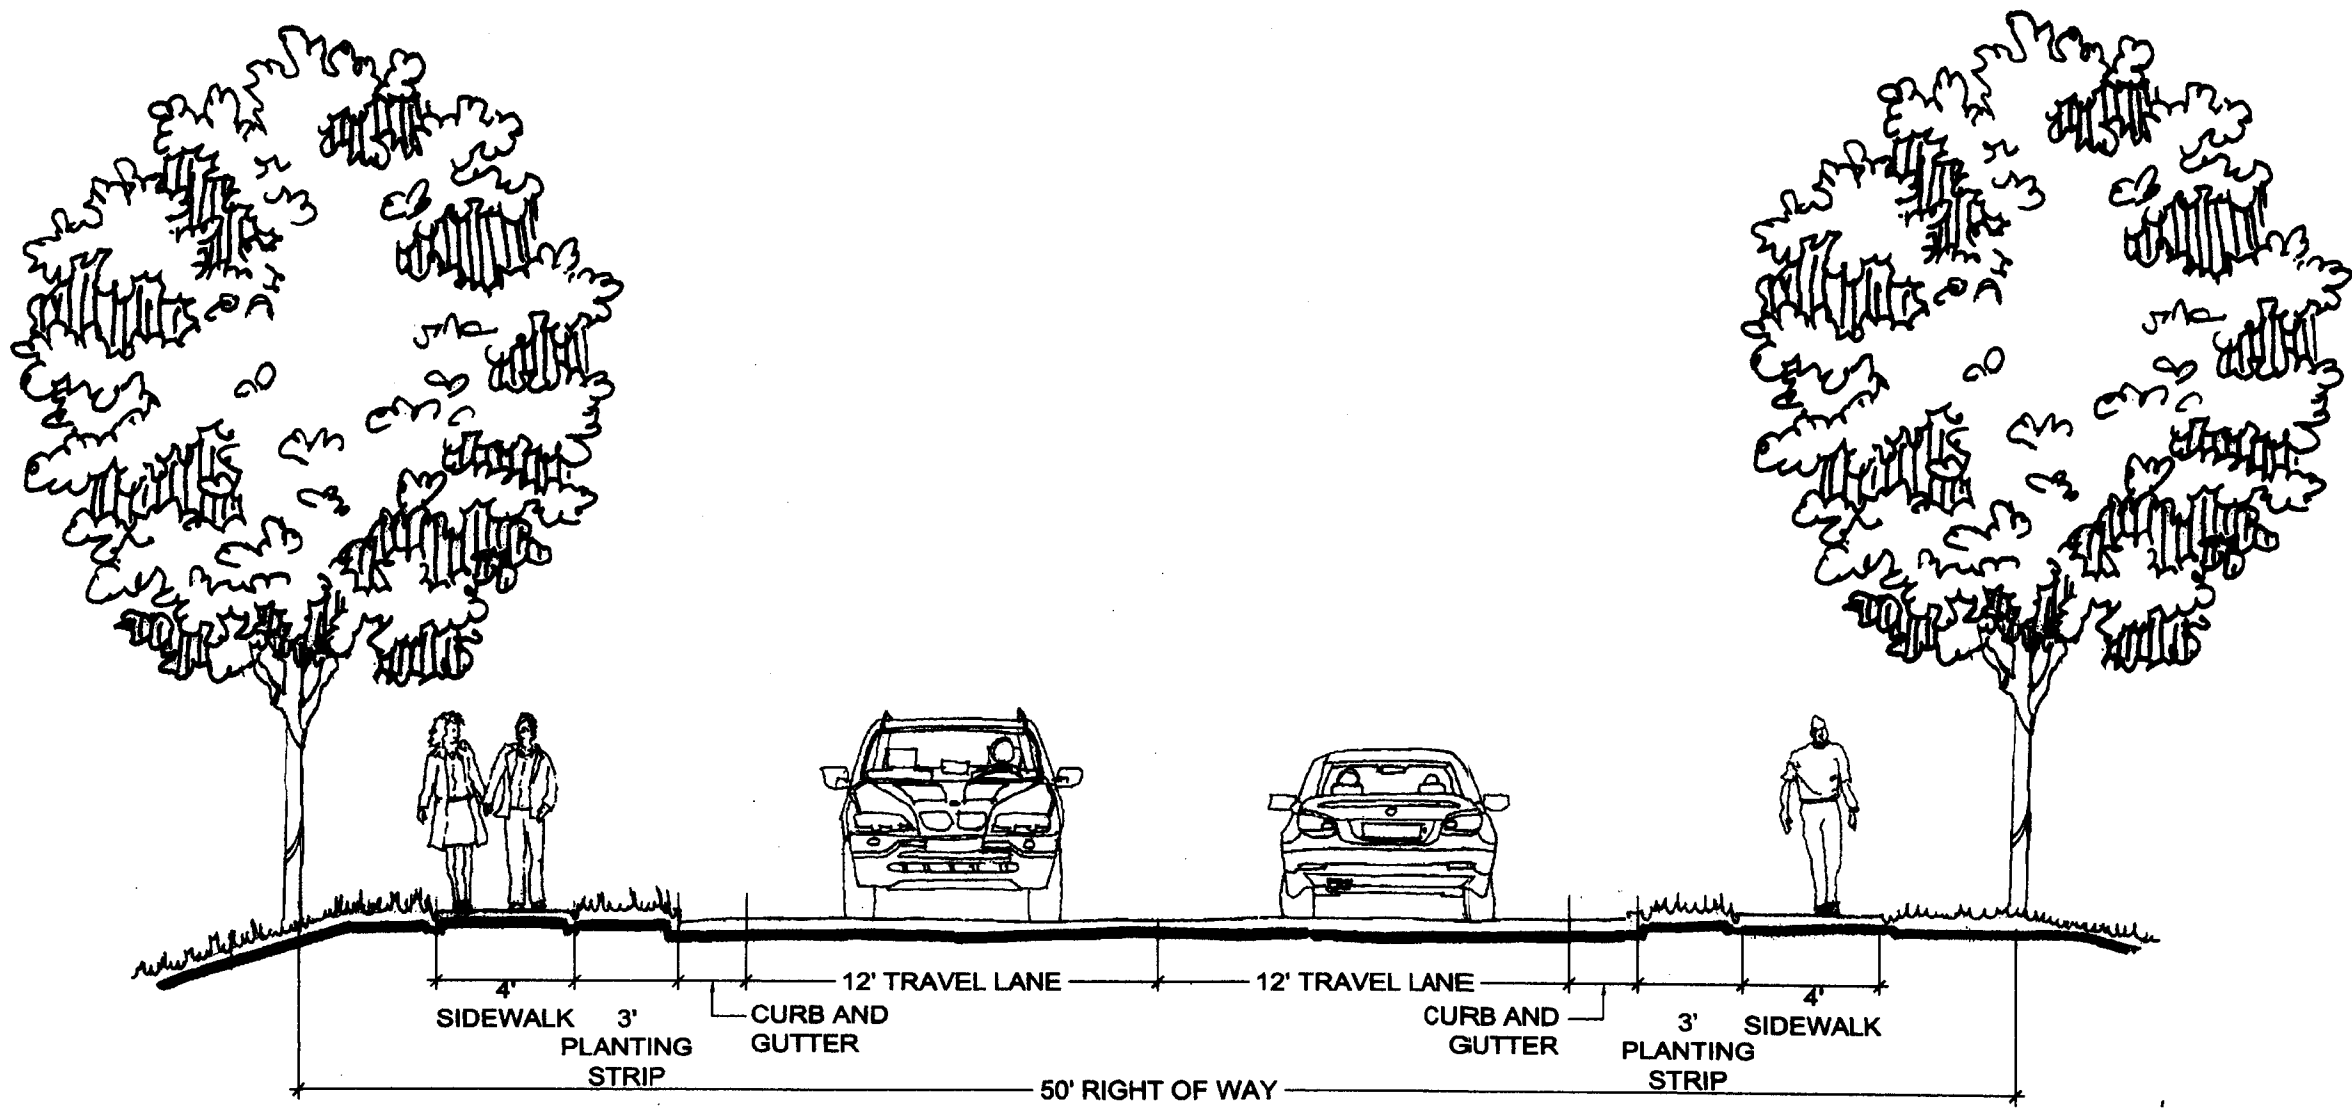 12' TRAVEL LANE
12' TRAVEL LANE
4'
SIDEWALK
3'
PLANTING
STRIP
CURB AND
GUTTER
CURB AND
GUTTER
3'
PLANTING
STRIP
4'
SIDEWALK
50' RIGHT OF WAY